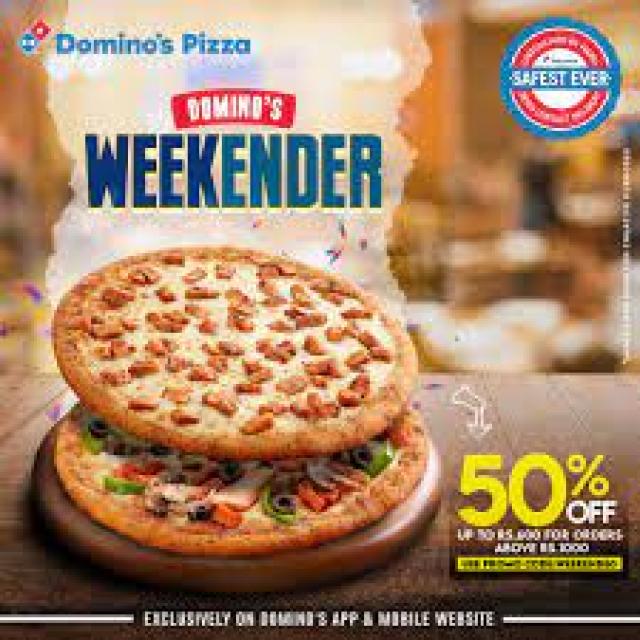 Domino's Pizza
SAFEST EVER
DOMINO'S
WEEKENDER
50%
OFF
UP TO RS.600 FOR ORDERS
ABOVE RS.1000
EXCLUSIVELY ON DOMINO'S APP & MOBILE WEBSITE